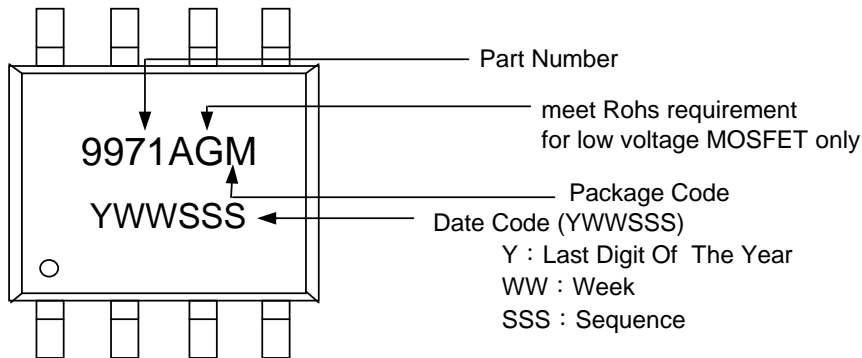 Part Number
meet Rohs requirement
for low voltage MOSFET only
9971AGM
Package Code
YWWSSS
Date Code (YWWSSS)
Y：Last Digit Of The Year
WW：Week
SSS：Sequence